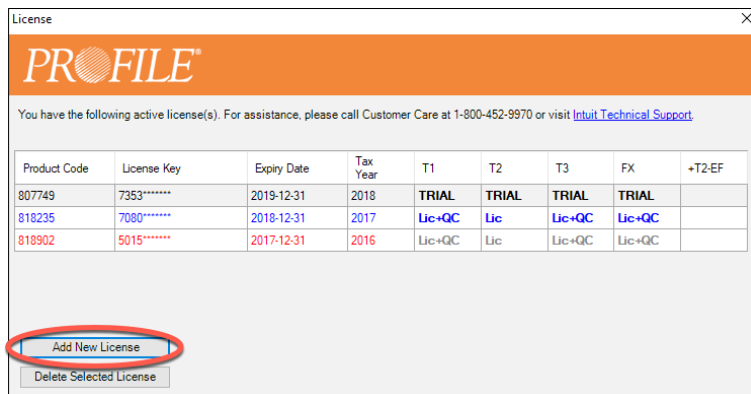 License
PROFILE®
You have the following active license(s). For assistance, please call Customer Care at 1-800-452-9970 or visit Intuit Technical Support.
Product Code License Key Expiry Date Tax Year T1 T2 T3 FX +T2-EF
807749 7353******* 2019-12-31 2018 TRIAL TRIAL TRIAL TRIAL
818235 7080******* 2018-12-31 2017 Lic+QC Lic Lic+QC Lic+QC
818902 5015******* 2017-12-31 2016 Lic+QC Lic Lic+QC Lic+QC
Add New License
Delete Selected License